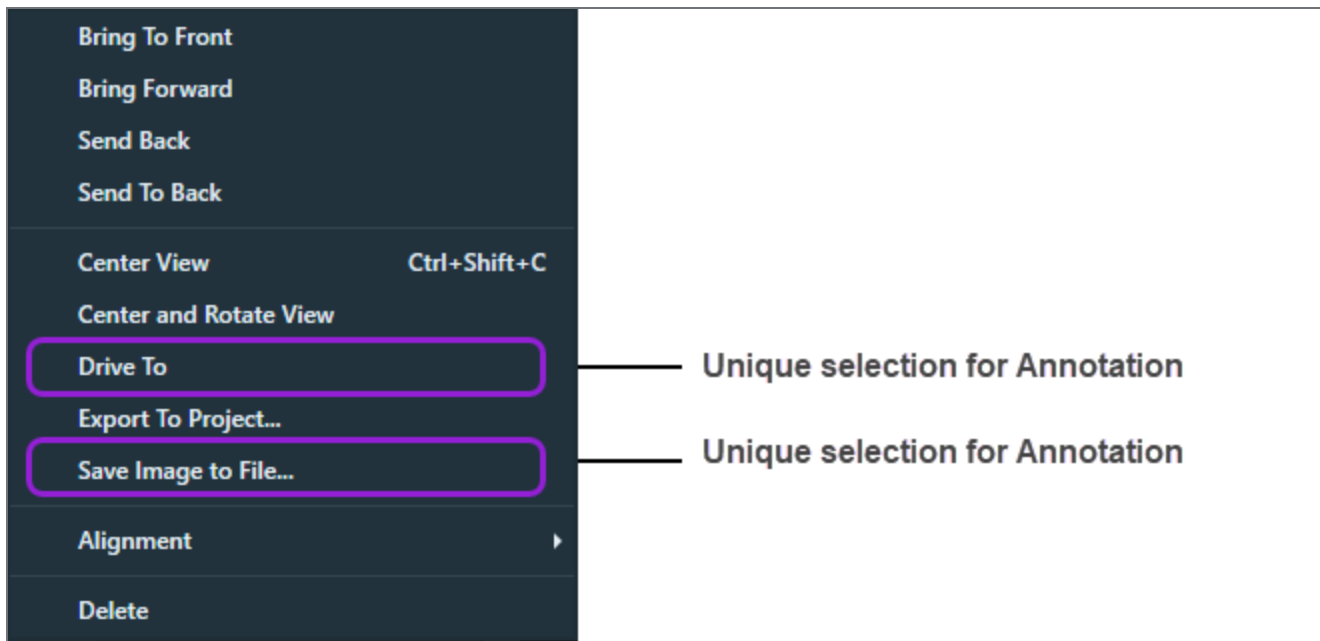 Bring To Front
Bring Forward
Send Back
Send To Back
Center View Ctrl+Shift+C
Center and Rotate View
Drive To Unique selection for Annotation
Export To Project...
Save Image to File... Unique selection for Annotation
Alignment
Delete